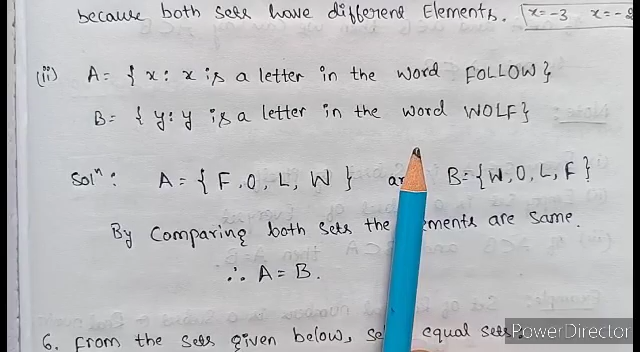 because both sets have different Elements. x=-3 x=-2
(ii) A= { x: x is a letter in the word FOLLOW}
B= { y: y is a letter in the word WOLF}
Solⁿ: A = { F, O, L, W } B={W, O, L, F}
By Comparing both sets the ements are same.
∴ A = B.
6. From the sets given below, equal sets
PowerDirector